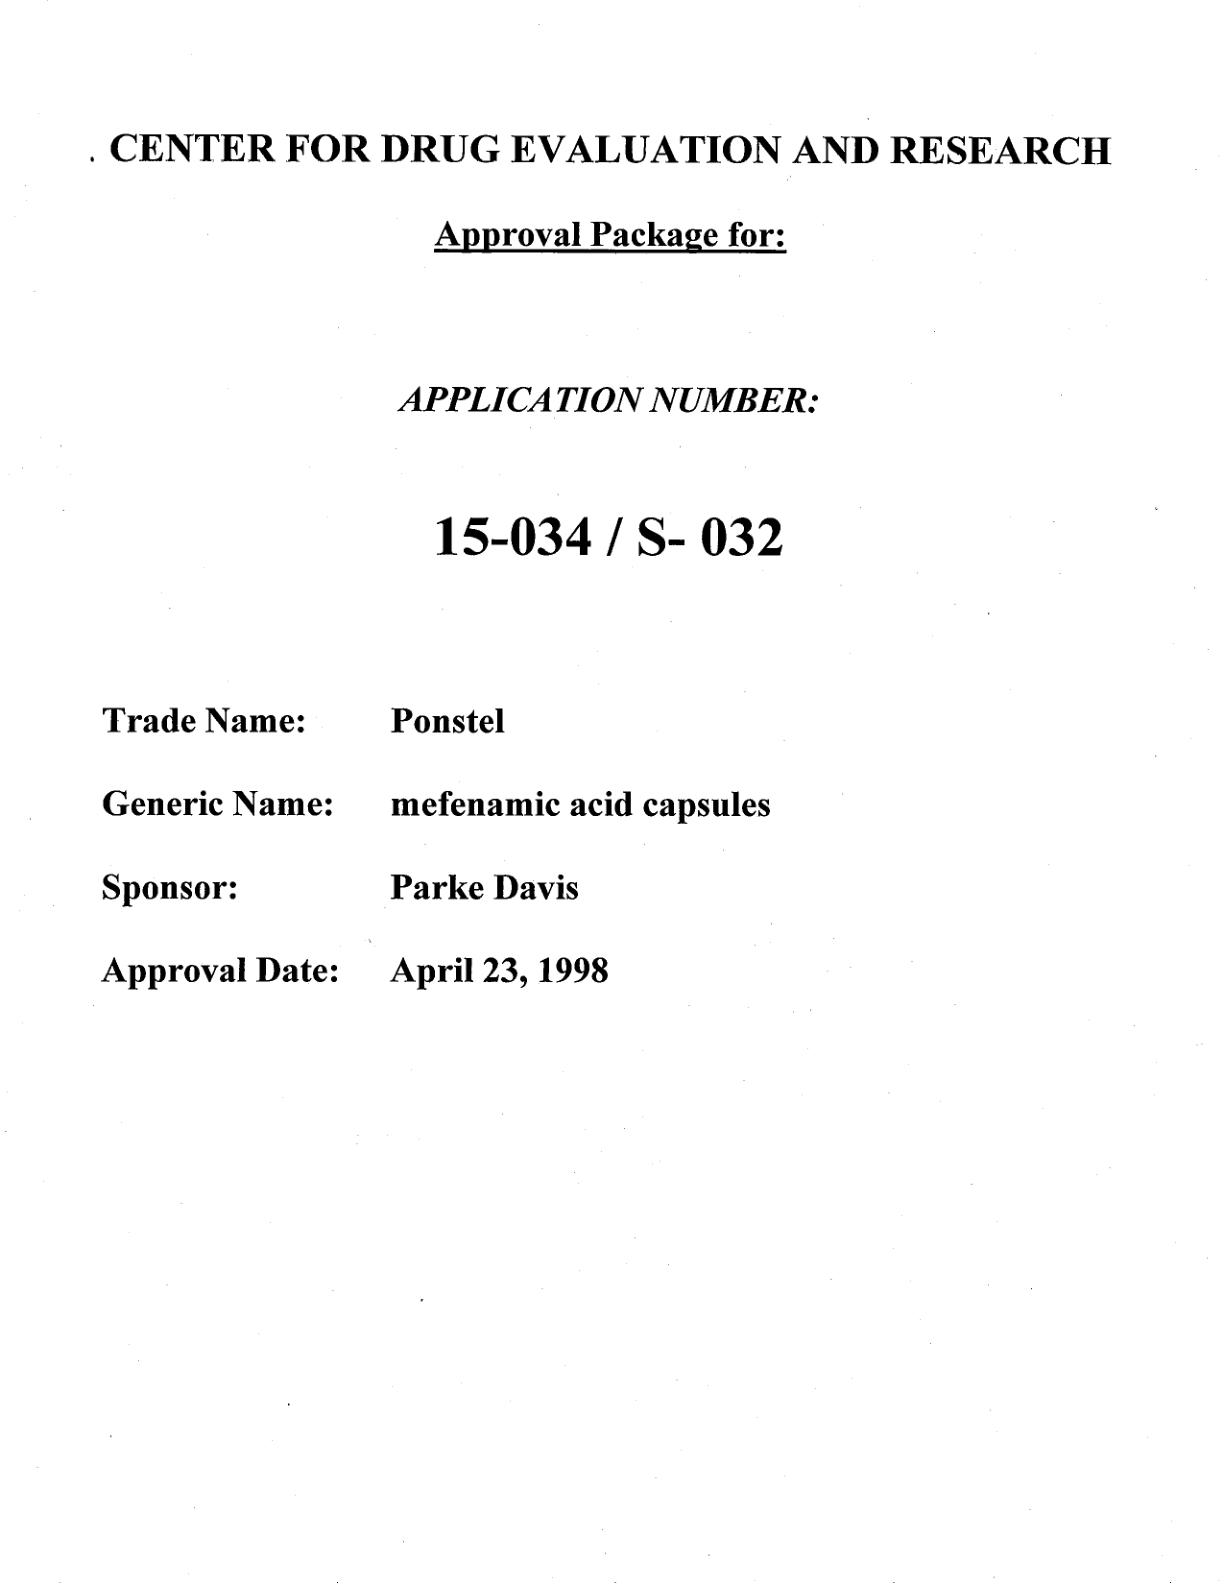 CENTER FOR DRUG EVALUATION AND RESEARCH
Approval Package for:
APPLICATION NUMBER:
15-034 / S- 032
Trade Name: Ponstel
Generic Name: mefenamic acid capsules
Sponsor: Parke Davis
Approval Date: April 23, 1998